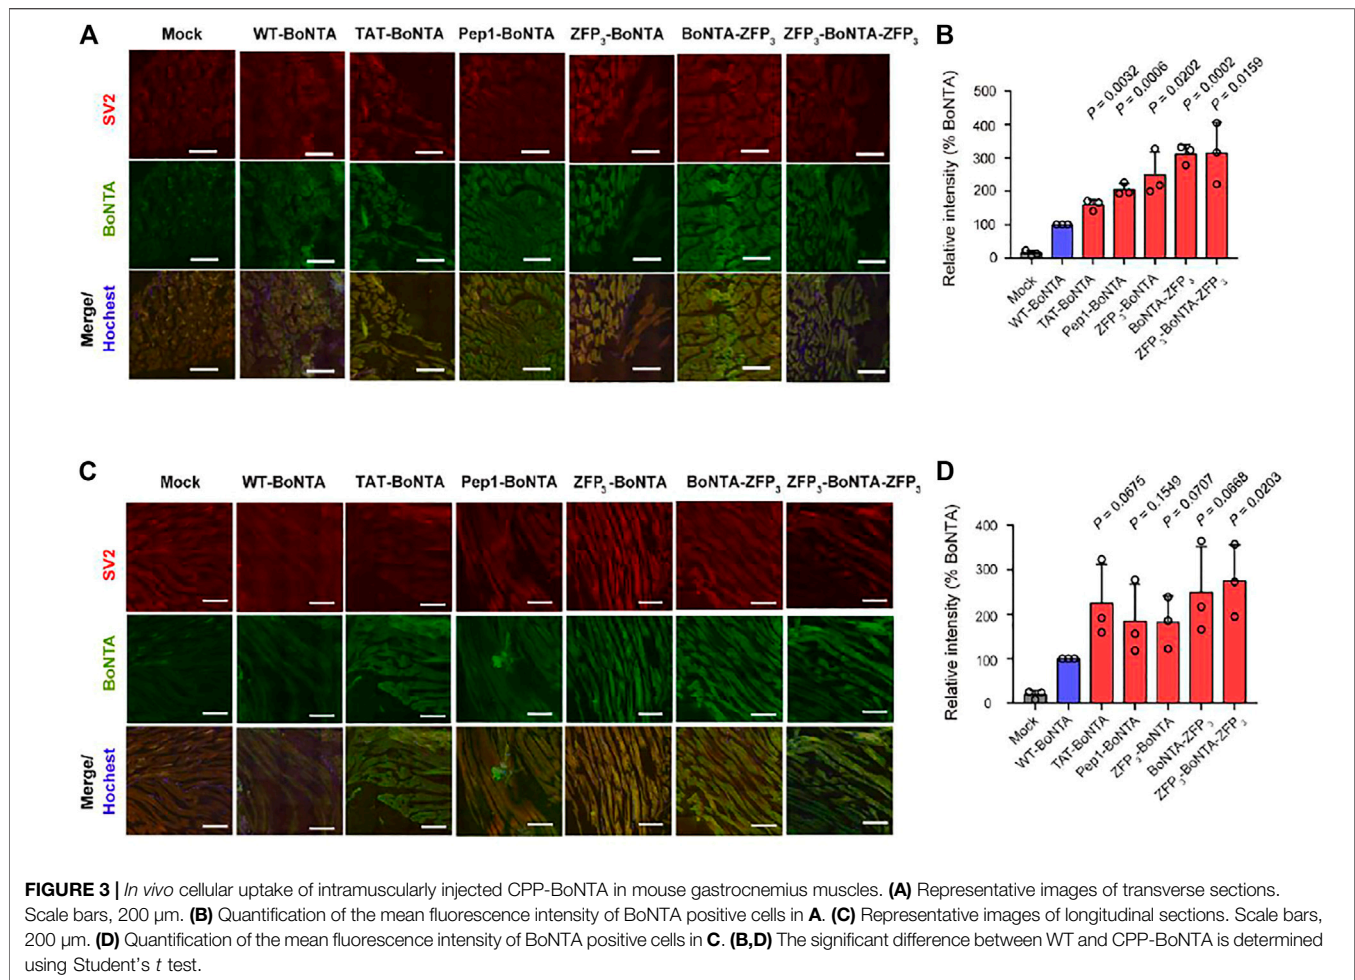 A
Mock WT-BoNTA TAT-BoNTA Pep1-BoNTA ZFP3-BoNTA BoNTA-ZFP3 ZFP3-BoNTA-ZFP3
SV2
BoNTA
Merge/
Hochest
B
P = 0.0032
P = 0.0006
P = 0.0202
P = 0.0002
P = 0.0159
Relative intensity (% BoNTA)
500
400
300
200
100
0
Mock
WT-BoNTA
TAT-BoNTA
Pep1-BoNTA
ZFP3-BoNTA
BoNTA-ZFP3
ZFP3-BoNTA-ZFP3
C
Mock WT-BoNTA TAT-BoNTA Pep1-BoNTA ZFP3-BoNTA BoNTA-ZFP3 ZFP3-BoNTA-ZFP3
SV2
BoNTA
Merge/
Hochest
D
P = 0.0675
P = 0.1549
P = 0.0707
P = 0.0668
P = 0.0203
Relative intensity (% BoNTA)
400
300
200
100
0
Mock
WT-BoNTA
TAT-BoNTA
Pep1-BoNTA
ZFP3-BoNTA
BoNTA-ZFP3
ZFP3-BoNTA-ZFP3
FIGURE 3 | In vivo cellular uptake of intramuscularly injected CPP-BoNTA in mouse gastrocnemius muscles. (A) Representative images of transverse sections.
Scale bars, 200 μm. (B) Quantification of the mean fluorescence intensity of BoNTA positive cells in A. (C) Representative images of longitudinal sections. Scale bars,
200 μm. (D) Quantification of the mean fluorescence intensity of BoNTA positive cells in C. (B,D) The significant difference between WT and CPP-BoNTA is determined
using Student's t test.